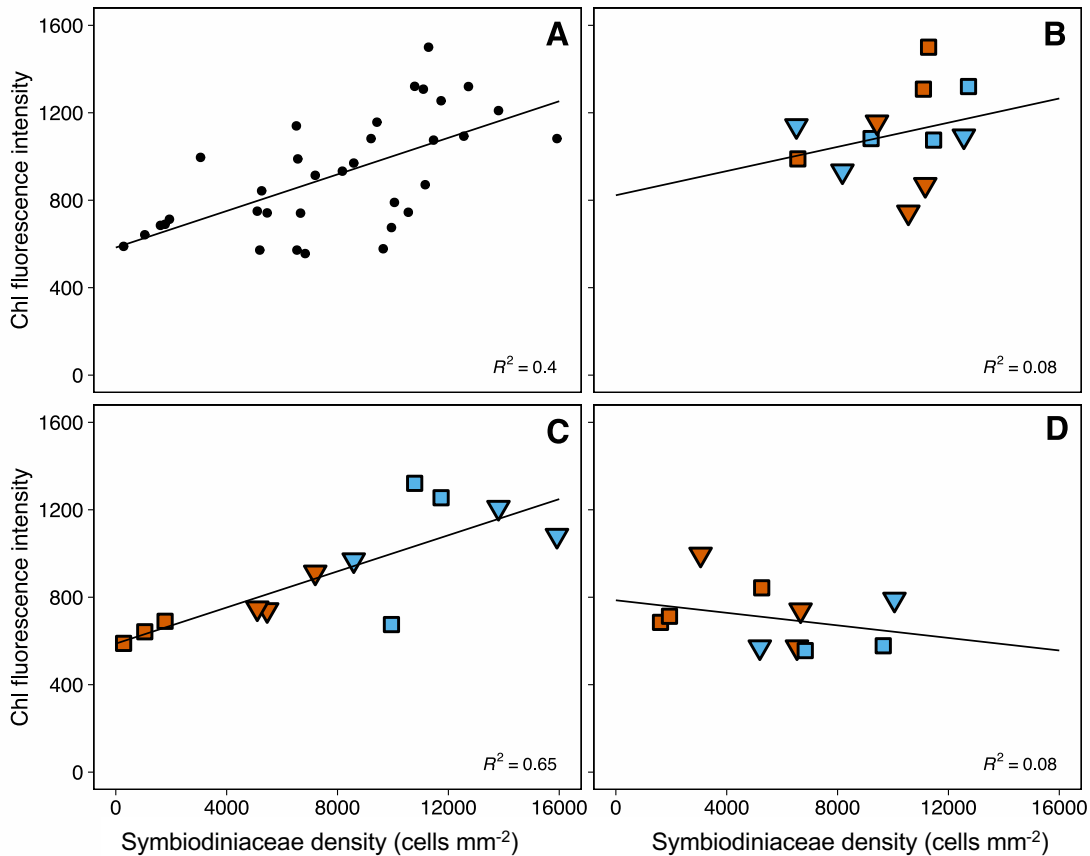 A
1600
1200
800
400
0
Chl fluorescence intensity
R² = 0.4
B
R² = 0.08
C
1600
1200
800
400
0
Chl fluorescence intensity
R² = 0.65
0 4000 8000 12000 16000
Symbiodiniaceae density (cells mm⁻²)
D
R² = 0.08
0 4000 8000 12000 16000
Symbiodiniaceae density (cells mm⁻²)